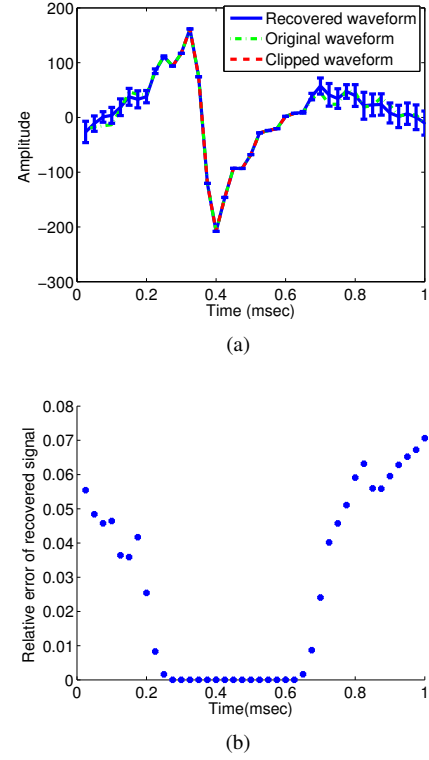 200
100
0
−100
−200
−300
Amplitude
Recovered waveform
Original waveform
Clipped waveform
0 0.2 0.4 0.6 0.8 1
Time (msec)
(a)
0.08
0.07
0.06
0.05
0.04
0.03
0.02
0.01
0
Relative error of recovered signal
0 0.2 0.4 0.6 0.8 1
Time(msec)
(b)